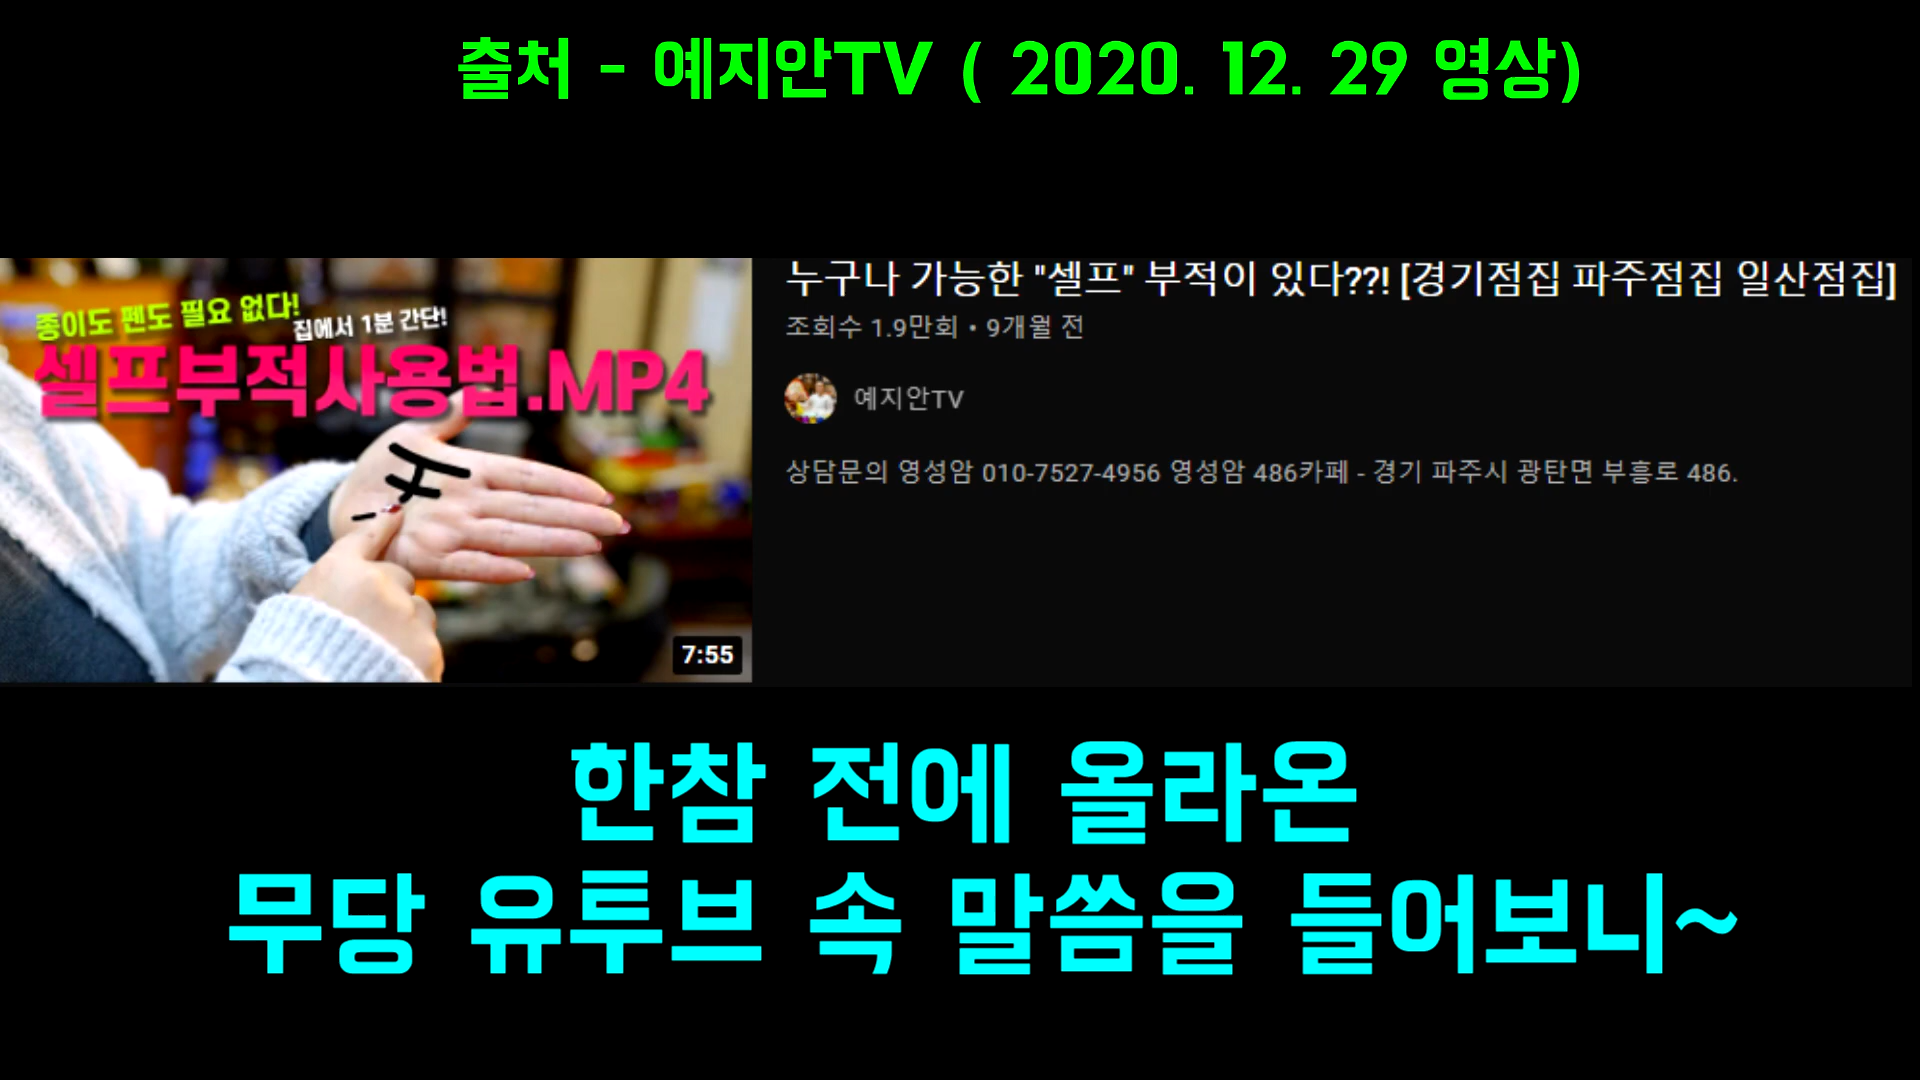 출처 - 예지안TV ( 2020. 12. 29 영상)
종이도 펜도 필요 없다!
집에서 1분 간단!
셀프부적사용법.MP4
7:55
누구나 가능한 "셀프" 부적이 있다??! [경기점집 파주점집 일산점집]
조회수 1.9만회 • 9개월 전
예지안TV
상담문의 영성암 010-7527-4956 영성암 486카페 - 경기 파주시 광탄면 부흥로 486.
한참 전에 올라온
무당 유투브 속 말씀을 들어보니~